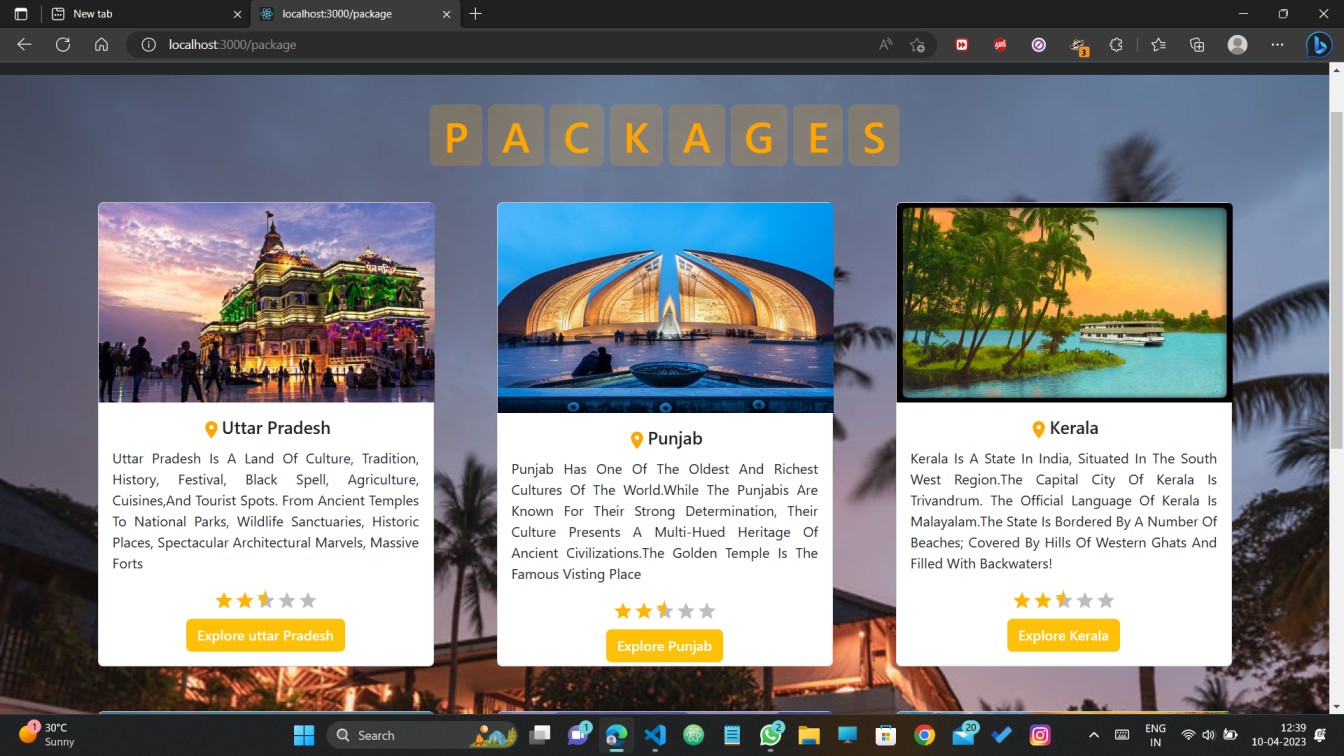 New tab
localhost:3000/package
localhost:3000/package
3
PACKAGES
Uttar Pradesh
Uttar Pradesh Is A Land Of Culture, Tradition,
History, Festival, Black Spell, Agriculture,
Cuisines,And Tourist Spots. From Ancient Temples
To National Parks, Wildlife Sanctuaries, Historic
Places, Spectacular Architectural Marvels, Massive
Forts
Explore uttar Pradesh
Punjab
Punjab Has One Of The Oldest And Richest
Cultures Of The World.While The Punjabis Are
Known For Their Strong Determination, Their
Culture Presents A Multi-Hued Heritage Of
Ancient Civilizations.The Golden Temple Is The
Famous Visting Place
Explore Punjab
Kerala
Kerala Is A State In India, Situated In The South
West Region.The Capital City Of Kerala Is
Trivandrum. The Official Language Of Kerala Is
Malayalam.The State Is Bordered By A Number Of
Beaches; Covered By Hills Of Western Ghats And
Filled With Backwaters!
Explore Kerala
1
30°C
Sunny
Search
1
2
20
ENG
IN
12:39
10-04-2023